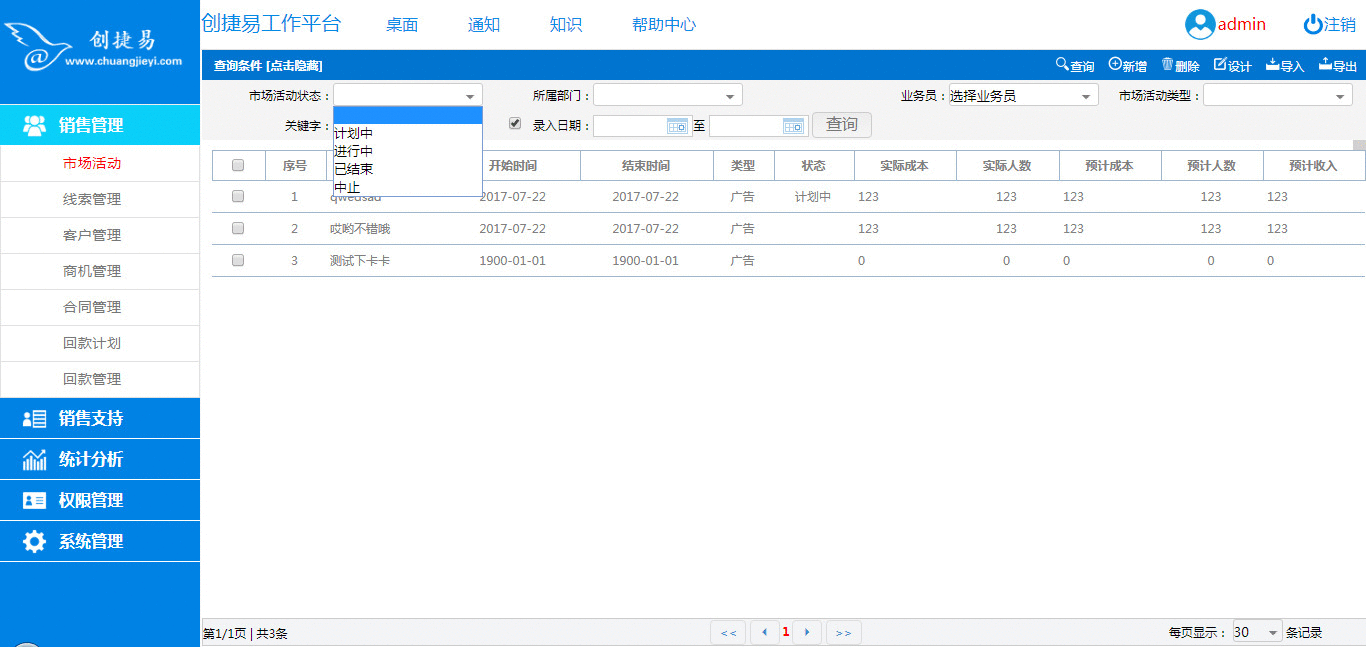 创捷易
www.chuangjieyi.com
创捷易工作平台 桌面 通知 知识 帮助中心 admin 注销
查询条件 [点击隐藏] 查询 新增 删除 设计 导入 导出
市场活动状态： 所属部门： 业务员： 选择业务员 市场活动类型：
关键字： 录入日期： 至 查询
计划中
进行中
已结束
中止
销售管理
市场活动
线索管理
客户管理
商机管理
合同管理
回款计划
回款管理
销售支持
统计分析
权限管理
系统管理
序号 开始时间 结束时间 类型 状态 实际成本 实际人数 预计成本 预计人数 预计收入
1 qwedsad 2017-07-22 2017-07-22 广告 计划中 123 123 123 123 123
2 哎哟不错哦 2017-07-22 2017-07-22 广告 123 123 123 123 123
3 测试下卡卡 1900-01-01 1900-01-01 广告 0 0 0 0 0
第1/1页 | 共3条 << 1 >> 每页显示： 30 条记录